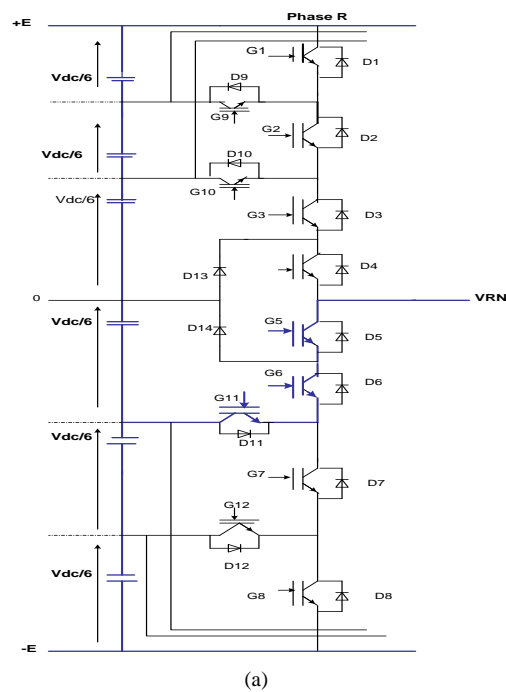 Phase R
+E
G1
D1
Vdc/6
D9
G9
G2
D2
Vdc/6
D10
G10
Vdc/6
G3
D3
D13
D4
0
VRN
Vdc/6
D14
G5
D5
G6
D6
G11
D11
Vdc/6
G7
D7
G12
D12
Vdc/6
G8
D8
-E
(a)